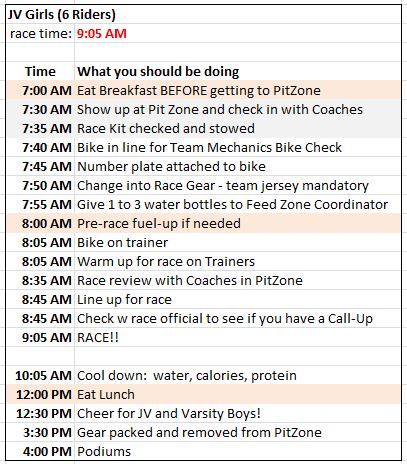 JV Girls (6 Riders)
race time: 9:05 AM
Time What you should be doing
7:00 AM Eat Breakfast BEFORE getting to PitZone
7:30 AM Show up at Pit Zone and check in with Coaches
7:35 AM Race Kit checked and stowed
7:40 AM Bike in line for Team Mechanics Bike Check
7:45 AM Number plate attached to bike
7:50 AM Change into Race Gear - team jersey mandatory
7:55 AM Give 1 to 3 water bottles to Feed Zone Coordinator
8:00 AM Pre-race fuel-up if needed
8:05 AM Bike on trainer
8:05 AM Warm up for race on Trainers
8:35 AM Race review with Coaches in PitZone
8:45 AM Line up for race
8:45 AM Check w race official to see if you have a Call-Up
9:05 AM RACE!!
10:05 AM Cool down: water, calories, protein
12:00 PM Eat Lunch
12:30 PM Cheer for JV and Varsity Boys!
3:30 PM Gear packed and removed from PitZone
4:00 PM Podiums